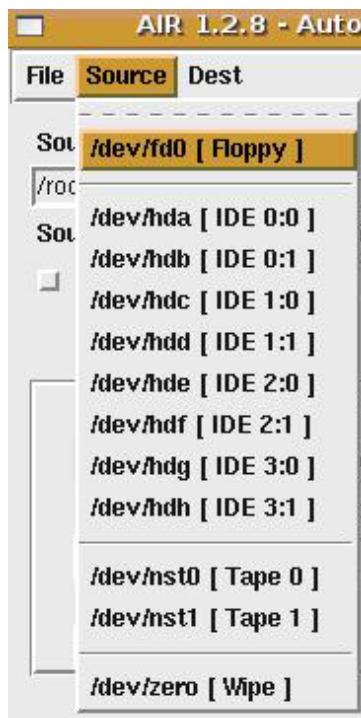 AIR 1.2.8 - Auto
File Source Dest
Sou
/dev/fd0 [ Floppy ]
/roo
/dev/hda [ IDE 0:0 ]
Sou
/dev/hdb [ IDE 0:1 ]
/dev/hdc [ IDE 1:0 ]
/dev/hdd [ IDE 1:1 ]
/dev/hde [ IDE 2:0 ]
/dev/hdf [ IDE 2:1 ]
/dev/hdg [ IDE 3:0 ]
/dev/hdh [ IDE 3:1 ]
/dev/nst0 [ Tape 0 ]
/dev/nst1 [ Tape 1 ]
/dev/zero [ Wipe ]